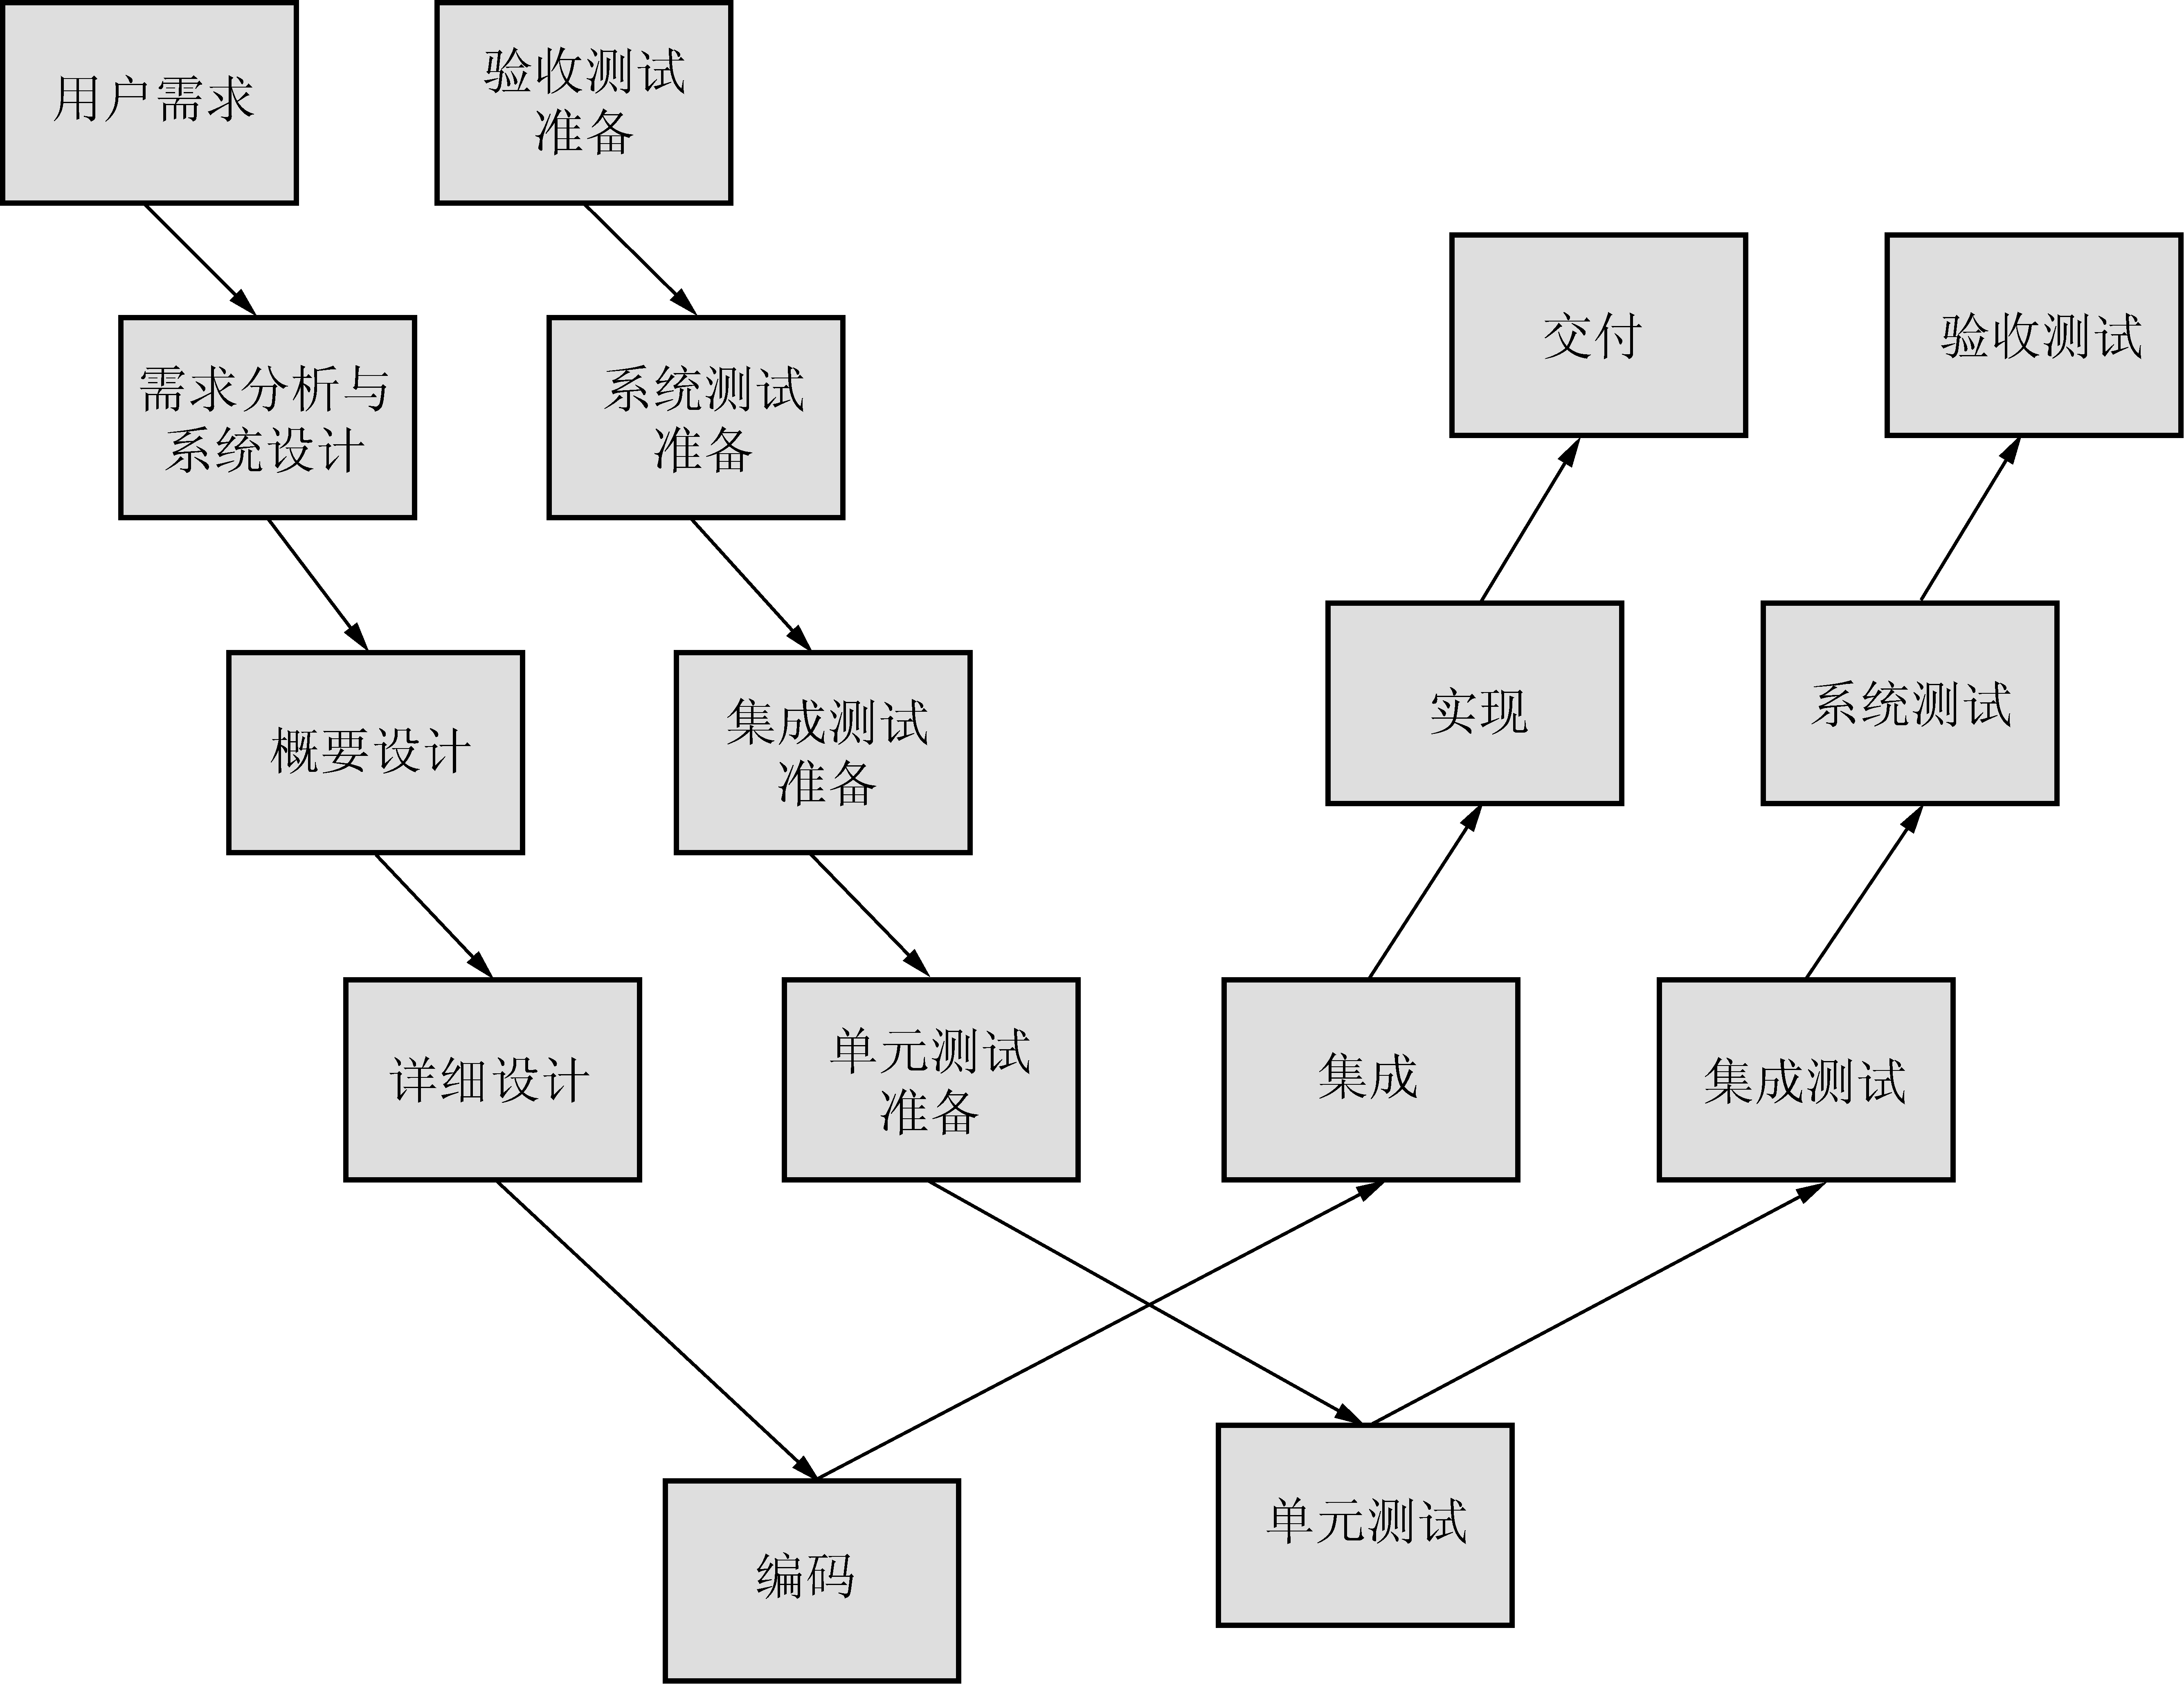 用户需求
验收测试
准备
交付
验收测试
需求分析与
系统设计
系统测试
准备
实现
系统测试
概要设计
集成测试
准备
详细设计
单元测试
准备
集成
集成测试
编码
单元测试